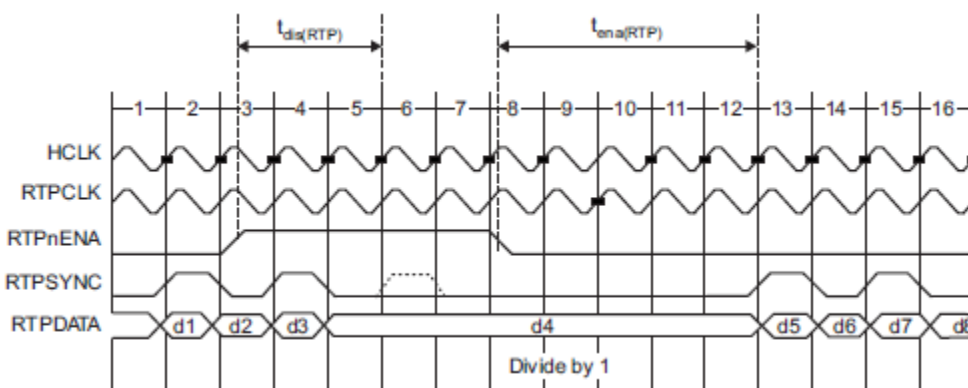 tdis(RTP) tena(RTP)
1 2 3 4 5 6 7 8 9 10 11 12 13 14 15 16
HCLK
RTPCLK
RTPnENA
RTPSYNC
RTPDATA d1 d2 d3 d4 d5 d6 d7 d8
Divide by 1